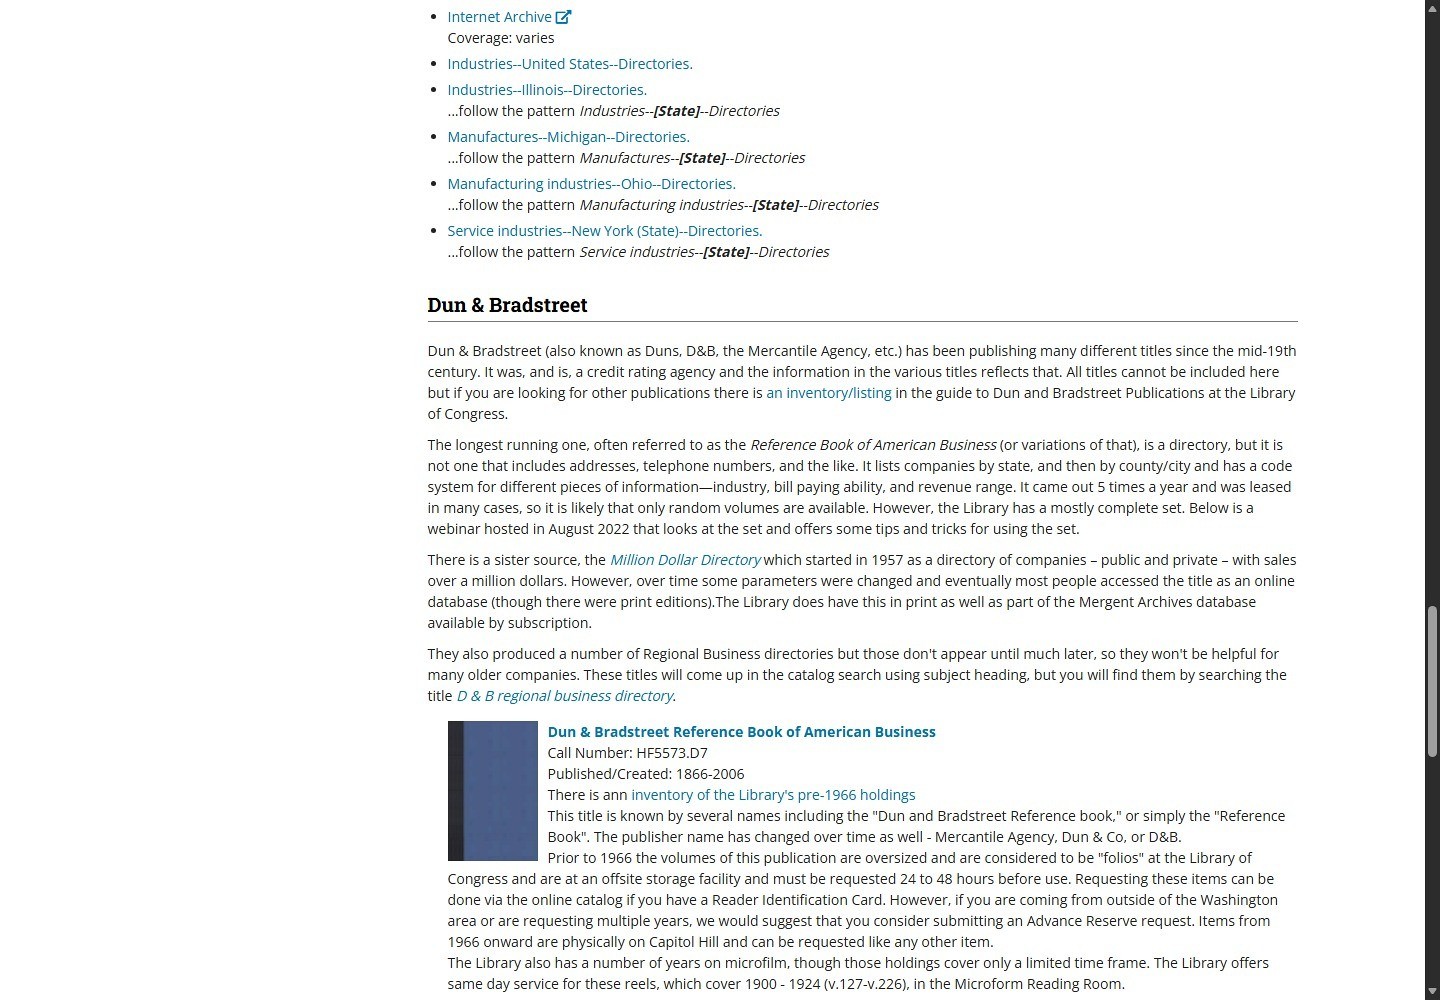 Internet Archive
Coverage: varies
Industries--United States--Directories.
Industries--Illinois--Directories.
...follow the pattern Industries--[State]--Directories
Manufactures--Michigan--Directories.
...follow the pattern Manufactures--[State]--Directories
Manufacturing industries--Ohio--Directories.
...follow the pattern Manufacturing industries--[State]--Directories
Service industries--New York (State)--Directories.
...follow the pattern Service industries--[State]--Directories
Dun & Bradstreet
Dun & Bradstreet (also known as Duns, D&B, the Mercantile Agency, etc.) has been publishing many different titles since the mid-19th
century. It was, and is, a credit rating agency and the information in the various titles reflects that. All titles cannot be included here
but if you are looking for other publications there is an inventory/listing in the guide to Dun and Bradstreet Publications at the Library
of Congress.
The longest running one, often referred to as the Reference Book of American Business (or variations of that), is a directory, but it is
not one that includes addresses, telephone numbers, and the like. It lists companies by state, and then by county/city and has a code
system for different pieces of information—industry, bill paying ability, and revenue range. It came out 5 times a year and was leased
in many cases, so it is likely that only random volumes are available. However, the Library has a mostly complete set. Below is a
webinar hosted in August 2022 that looks at the set and offers some tips and tricks for using the set.
There is a sister source, the Million Dollar Directory which started in 1957 as a directory of companies – public and private – with sales
over a million dollars. However, over time some parameters were changed and eventually most people accessed the title as an online
database (though there were print editions).The Library does have this in print as well as part of the Mergent Archives database
available by subscription.
They also produced a number of Regional Business directories but those don't appear until much later, so they won't be helpful for
many older companies. These titles will come up in the catalog search using subject heading, but you will find them by searching the
title D & B regional business directory.
Dun & Bradstreet Reference Book of American Business
Call Number: HF5573.D7
Published/Created: 1866-2006
There is ann inventory of the Library's pre-1966 holdings
This title is known by several names including the "Dun and Bradstreet Reference book," or simply the "Reference
Book". The publisher name has changed over time as well - Mercantile Agency, Dun & Co, or D&B.
Prior to 1966 the volumes of this publication are oversized and are considered to be "folios" at the Library of
Congress and are at an offsite storage facility and must be requested 24 to 48 hours before use. Requesting these items can be
done via the online catalog if you have a Reader Identification Card. However, if you are coming from outside of the Washington
area or are requesting multiple years, we would suggest that you consider submitting an Advance Reserve request. Items from
1966 onward are physically on Capitol Hill and can be requested like any other item.
The Library also has a number of years on microfilm, though those holdings cover only a limited time frame. The Library offers
same day service for these reels, which cover 1900 - 1924 (v.127-v.226), in the Microform Reading Room.